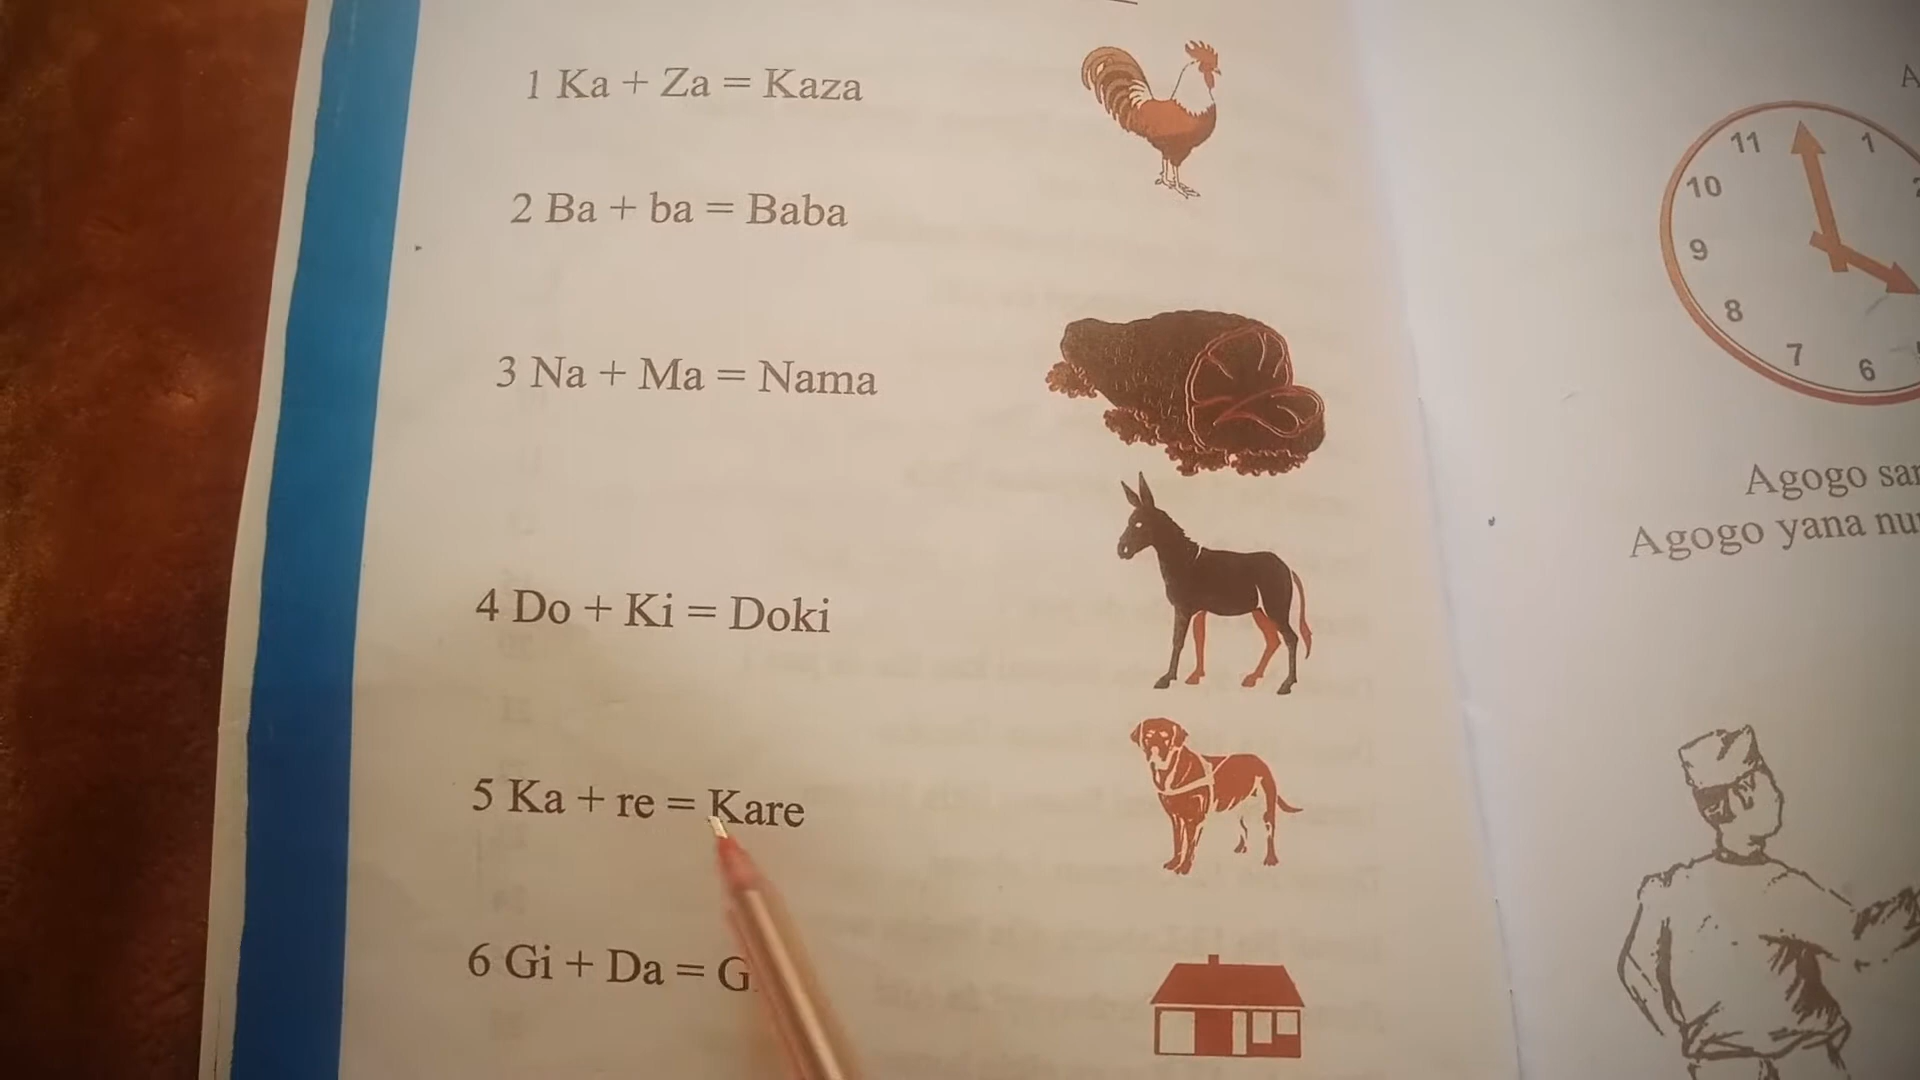 1 Ka + Za = Kaza
2 Ba + ba = Baba
3 Na + Ma = Nama
4 Do + Ki = Doki
5 Ka + re = Kare
6 Gi + Da = G
11
1
10
9
8
7
6
Agogo
Agogo yana